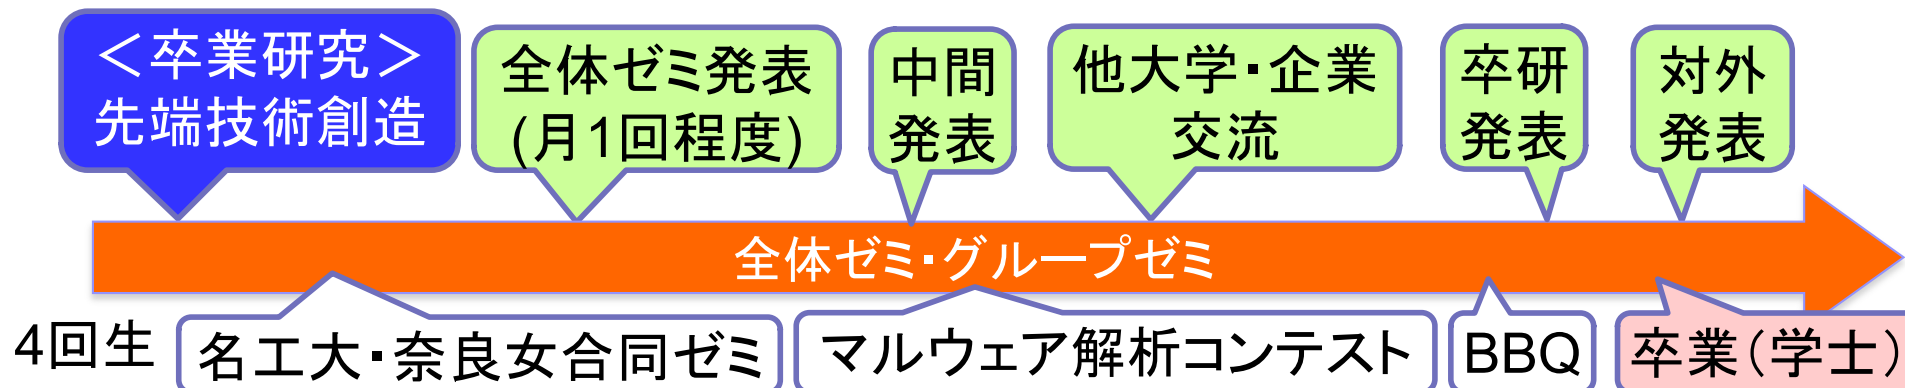 ＜卒業研究＞
先端技術創造
全体ゼミ発表
(月1回程度)
中間
発表
他大学・企業
交流
卒研
発表
対外
発表
全体ゼミ・グループゼミ
4回生
名工大・奈良女合同ゼミ
マルウェア解析コンテスト
BBQ
卒業（学士）